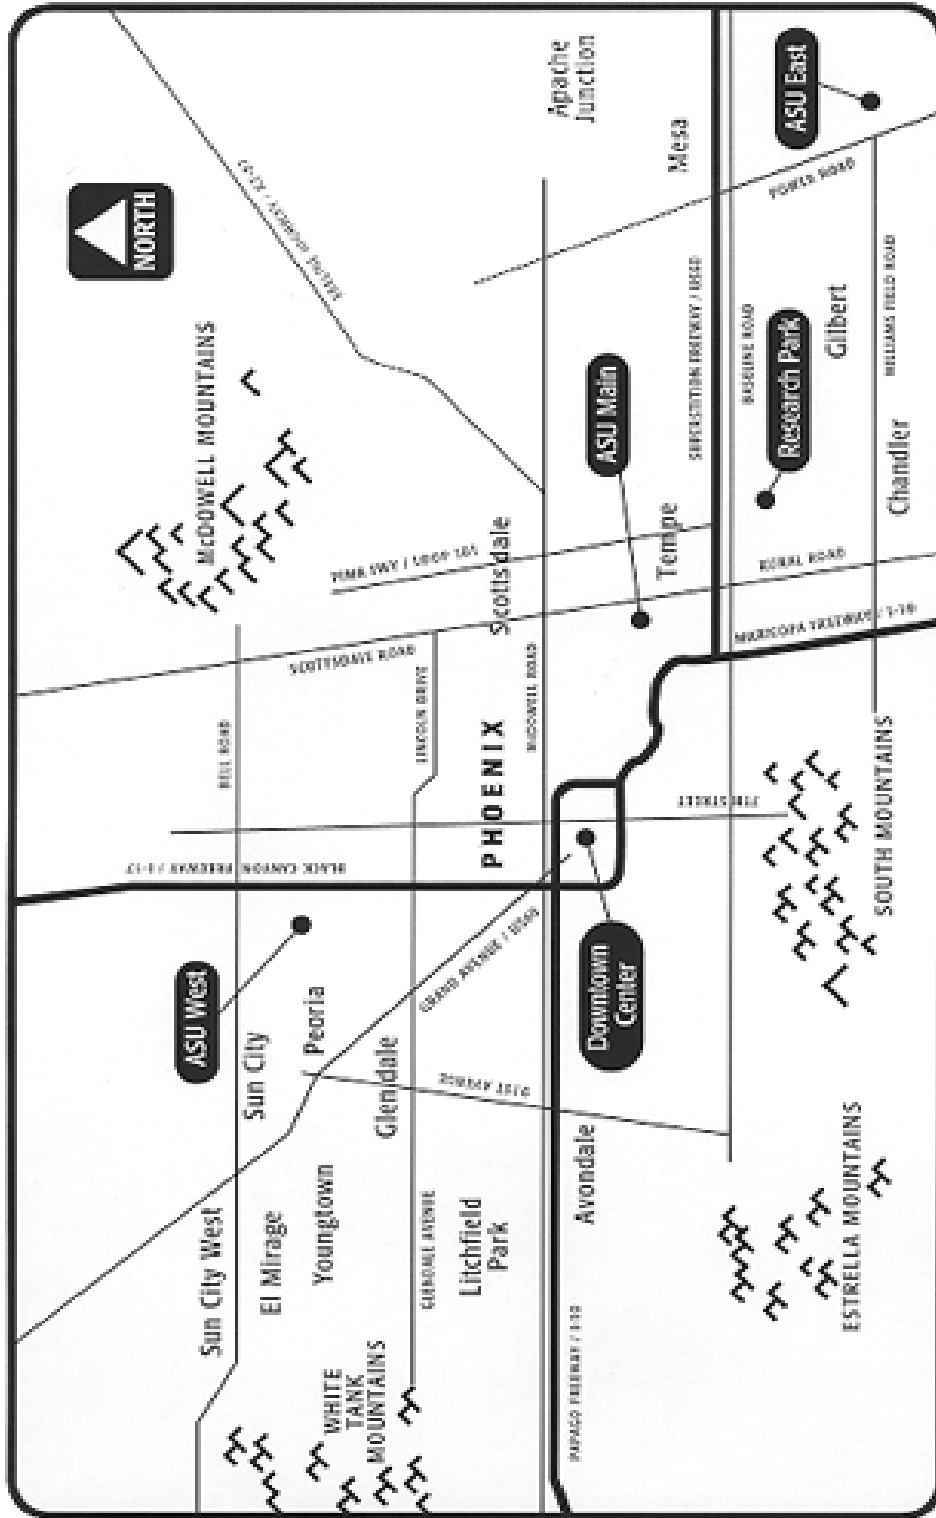 NORTH
McDOWELL MOUNTAINS
Apache
Junction
Mesa
ASU East
POWER ROAD
SUPERSTITION FREEWAY / US60
BASELINE ROAD
Research Park
Gilbert
WILLIAMS FIELD ROAD
Chandler
ASU Main
Tempe
RURAL ROAD
MARICOPA FREEWAY / I-10
PIMA FWY / LOOP 101
Scottsdale
SCOTTSDALE ROAD
LINCOLN DRIVE
MCDOWELL ROAD
BELL ROAD
PHOENIX
7TH STREET
BLACK CANYON FREEWAY / I-17
SOUTH MOUNTAINS
ASU West
GRAND AVENUE / US60
Downtown
Center
Peoria
Sun City
Glendale
91ST AVENUE
Avondale
ESTRELLA MOUNTAINS
Sun City West
El Mirage
Youngtown
GLENDALE AVENUE
Litchfield
Park
PAPAGO FREEWAY / I-10
WHITE
TANK
MOUNTAINS